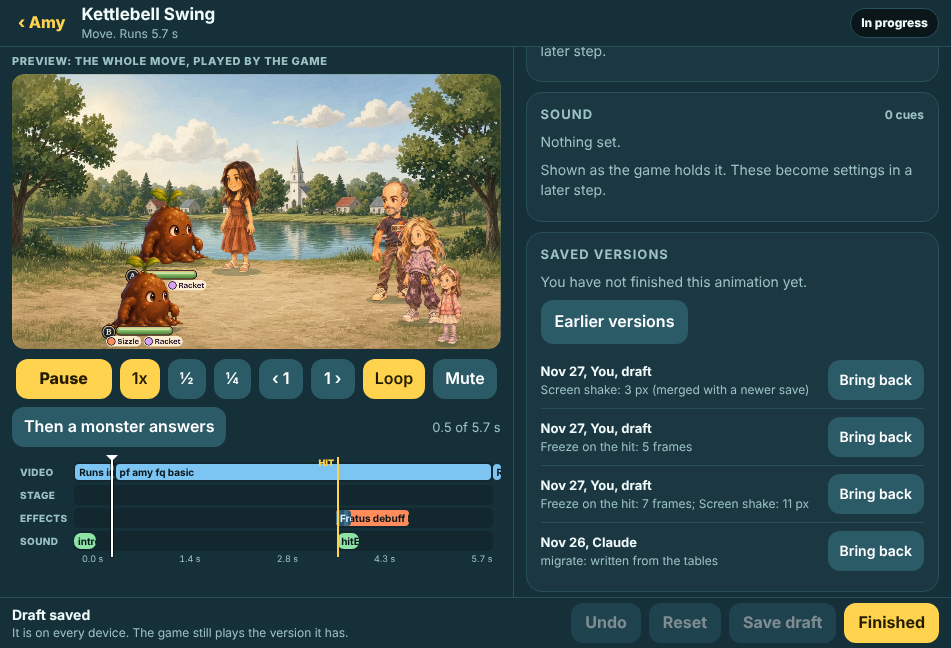 ‹ Amy
Kettlebell Swing
Move. Runs 5.7 s
In progress
PREVIEW: THE WHOLE MOVE, PLAYED BY THE GAME
A
Racket
B
Sizzle
Racket
Pause
1x
½
¼
‹ 1
1 ›
Loop
Mute
Then a monster answers
0.5 of 5.7 s
HIT
VIDEO
Runs i
pf amy fq basic
STAGE
EFFECTS
Fr
atus debuff
SOUND
intr
hit
0.0 s
1.4 s
2.8 s
4.3 s
5.7 s
later step.
SOUND
0 cues
Nothing set.
Shown as the game holds it. These become settings in a
later step.
SAVED VERSIONS
You have not finished this animation yet.
Earlier versions
Nov 27, You, draft
Screen shake: 3 px (merged with a newer save)
Bring back
Nov 27, You, draft
Freeze on the hit: 5 frames
Bring back
Nov 27, You, draft
Freeze on the hit: 7 frames; Screen shake: 11 px
Bring back
Nov 26, Claude
migrate: written from the tables
Bring back
Draft saved
It is on every device. The game still plays the version it has.
Undo
Reset
Save draft
Finished